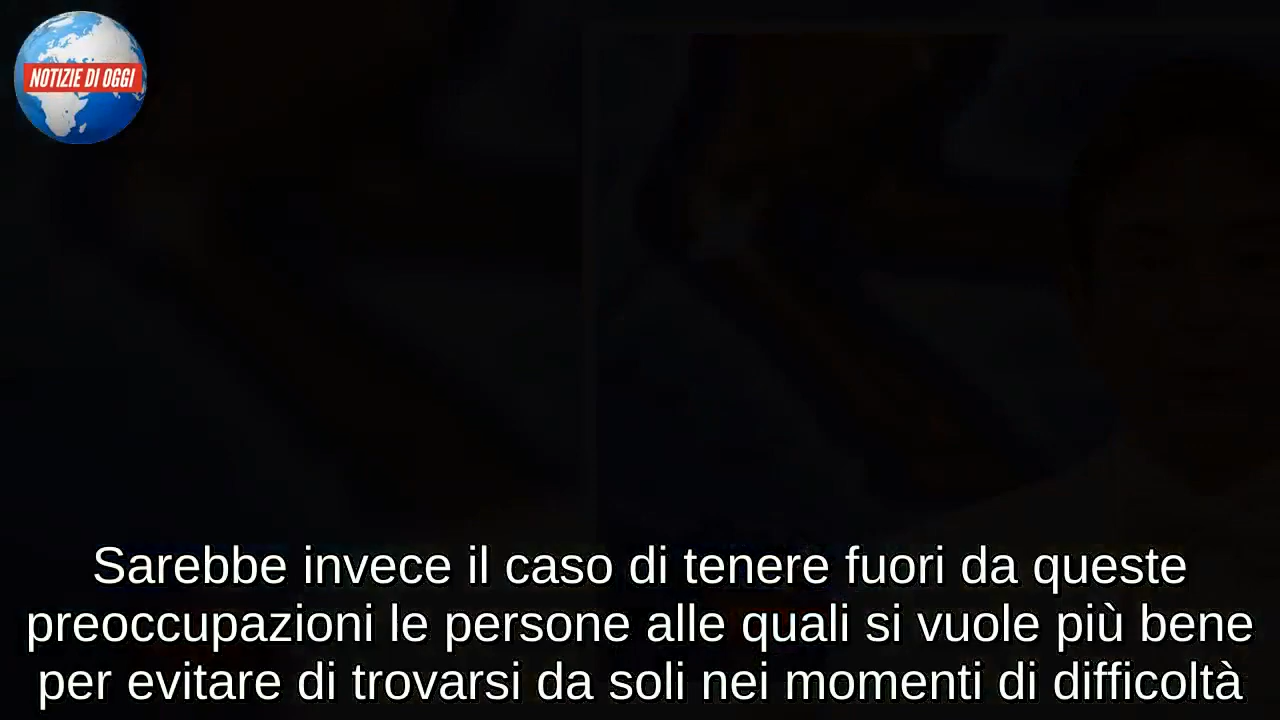 NOTIZIE DI OGGI
Sarebbe invece il caso di tenere fuori da queste
preoccupazioni le persone alle quali si vuole più bene
per evitare di trovarsi da soli nei momenti di difficoltà